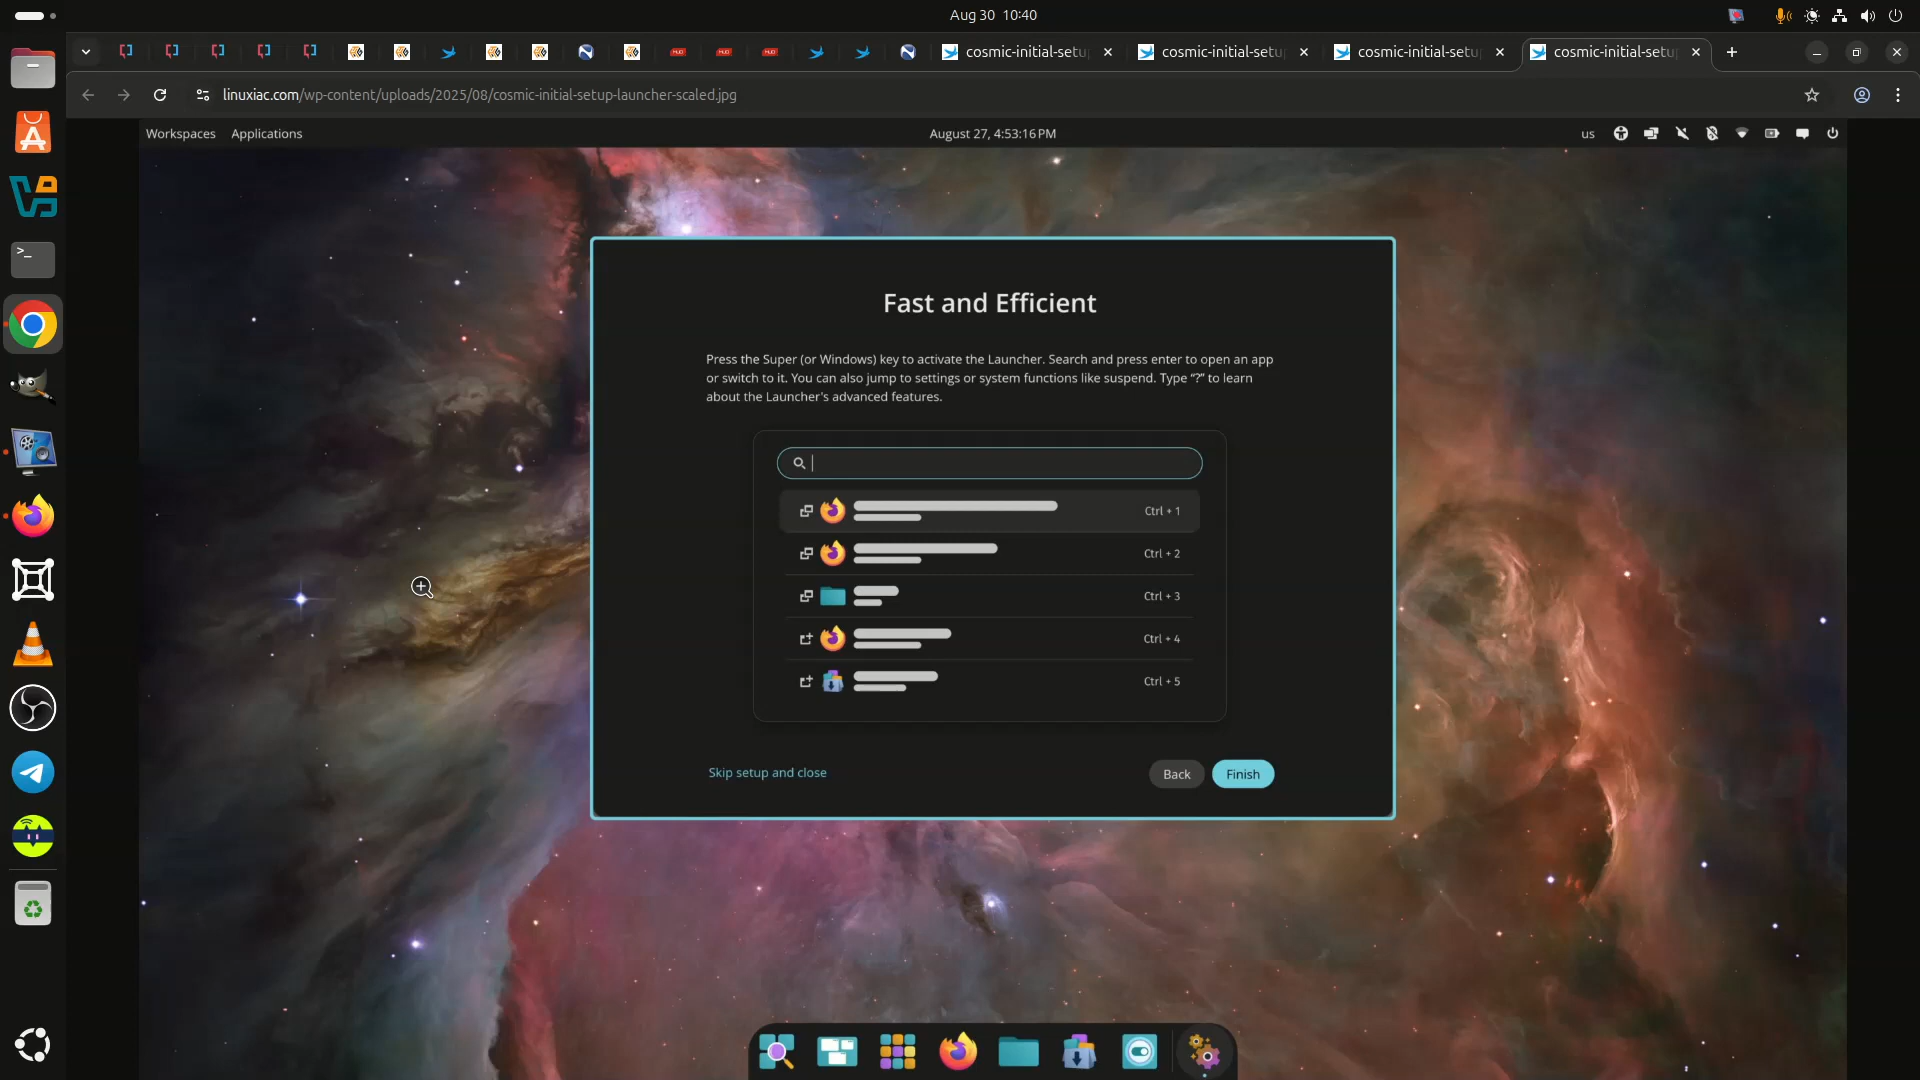 Aug 30 10:40
cosmic-initial-setu
cosmic-initial-setu
cosmic-initial-setu
cosmic-initial-setu
linuxiac.com/wp-content/uploads/2025/08/cosmic-initial-setup-launcher-scaled.jpg
Workspaces Applications August 27, 4:53:16 PM us
Fast and Efficient
Press the Super (or Windows) key to activate the Launcher. Search and press enter to open an app
or switch to it. You can also jump to settings or system functions like suspend. Type "?" to learn
about the Launcher's advanced features.
Ctrl + 1
Ctrl + 2
Ctrl + 3
Ctrl + 4
Ctrl + 5
Skip setup and close Back Finish